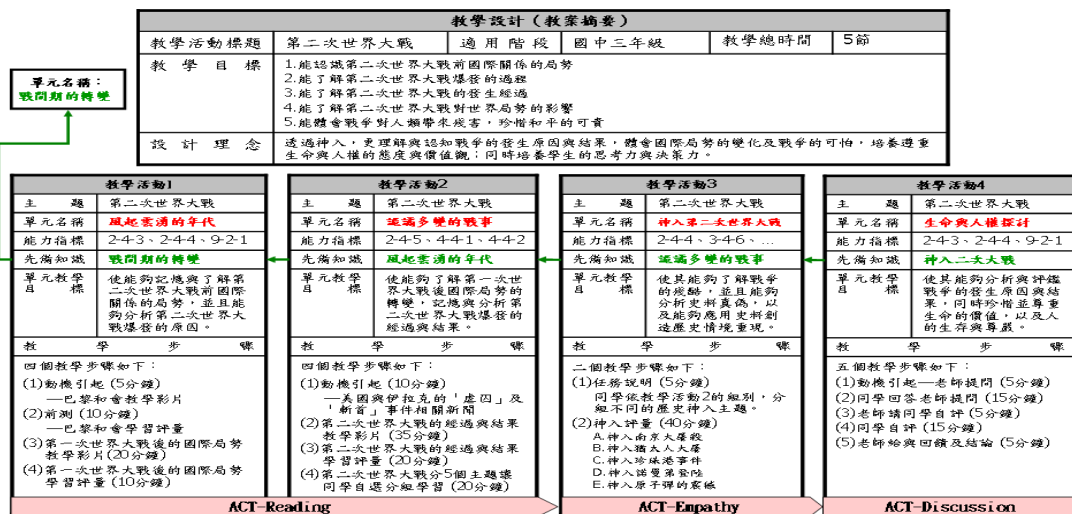 教學設計（教案摘要）
教學活動標題 第二次世界大戰 適用階段 國中三年級 教學總時間 5節
教學目標 1.能認識第二次世界大戰前國際關係的局勢
2.能了解第二次世界大戰爆發的過程
3.能了解第二次世界大戰的發生經過
4.能了解第二次世界大戰對世界局勢的影響
5.能體會戰爭對人類帶來殘害，珍惜和平的可貴
設計理念 透過神入，更理解與認知戰爭的發生原因與結果，體會國際局勢的變化及戰爭的可怕，培養遵重
生命與人權的態度與價值觀；同時培養學生的思考力與決策力。
單元名稱：
戰間期的轉變
教學活動1
主題 第二次世界大戰
單元名稱 風起雲湧的年代
能力指標 2-4-3、2-4-4、9-2-1
先備知識 戰間期的轉變
單元教學目標 使能夠記憶與了解第
二次世界大戰前國際
關係的局勢，並且能
夠分析第二次世界大
戰爆發的原因。
教學步驟
四個教學步驟如下：
(1)動機引起 (5分鐘)
—巴黎和會教學影片
(2)前測 (10分鐘)
—巴黎和會學習評量
(3)第一次世界大戰後的國際局勢
教學影片(20分鐘)
(4)第一次世界大戰後的國際局勢
學習評量(10分鐘)
教學活動2
主題 第二次世界大戰
單元名稱 詭譎多變的戰事
能力指標 2-4-5、4-4-1、4-4-2
先備知識 風起雲湧的年代
單元教學目標 使能夠了解第一次世
界大戰後國際局勢的
轉變，記憶與分析第
二次世界大戰爆發的
經過與結果。
教學步驟
四個教學步驟如下：
(1)動機引起 (10分鐘)
—美國與伊拉克的「虐囚」及
「斬首」事件相關新聞
(2)第二次世界大戰的經過與結果
教學影片 (35分鐘)
(3)第二次世界大戰的經過與結果
學習評量 (20分鐘)
(4)第二次世界大戰分5個主題讓
同學自選分組學習 (20分鐘)
教學活動3
主題 第二次世界大戰
單元名稱 神入第二次世界大戰
能力指標 2-4-4、3-4-6、…
先備知識 詭譎多變的戰事
單元教學目標 使其能夠了解戰爭
的殘酷，並且能夠
分析史料真偽，以
及能夠應用史料創
造歷史情境重現。
教學步驟
二個教學步驟如下：
(1)任務說明 (5分鐘)
同學依教學活動2的組別，分
組不同的歷史神入主題。
(2)神入評量 (40分鐘)
A.神入南京大屠殺
B.神入猶太人大屠
C.神入珍珠港事件
D.神入諾曼第登陸
E.神入原子彈的震撼
教學活動4
主題 第二次世界大戰
單元名稱 生命與人權探討
能力指標 2-4-3、2-4-4、9-2-1
先備知識 神入二次大戰
單元教學目標 使其能夠分析與評鑑
戰爭的發生原因與結
果，同時珍惜並尊重
生命的價值，以及人
的生存與尊嚴。
教學步驟
五個教學步驟如下：
(1)動機引起—老師提問 (5分鐘)
(2)同學回答老師提問 (15分鐘)
(3)老師請同學自評 (5分鐘)
(4)同學自評 (15分鐘)
(5)老師給與回饋及結論 (5分鐘)
ACT-Reading
ACT-Empathy
ACT-Discussion